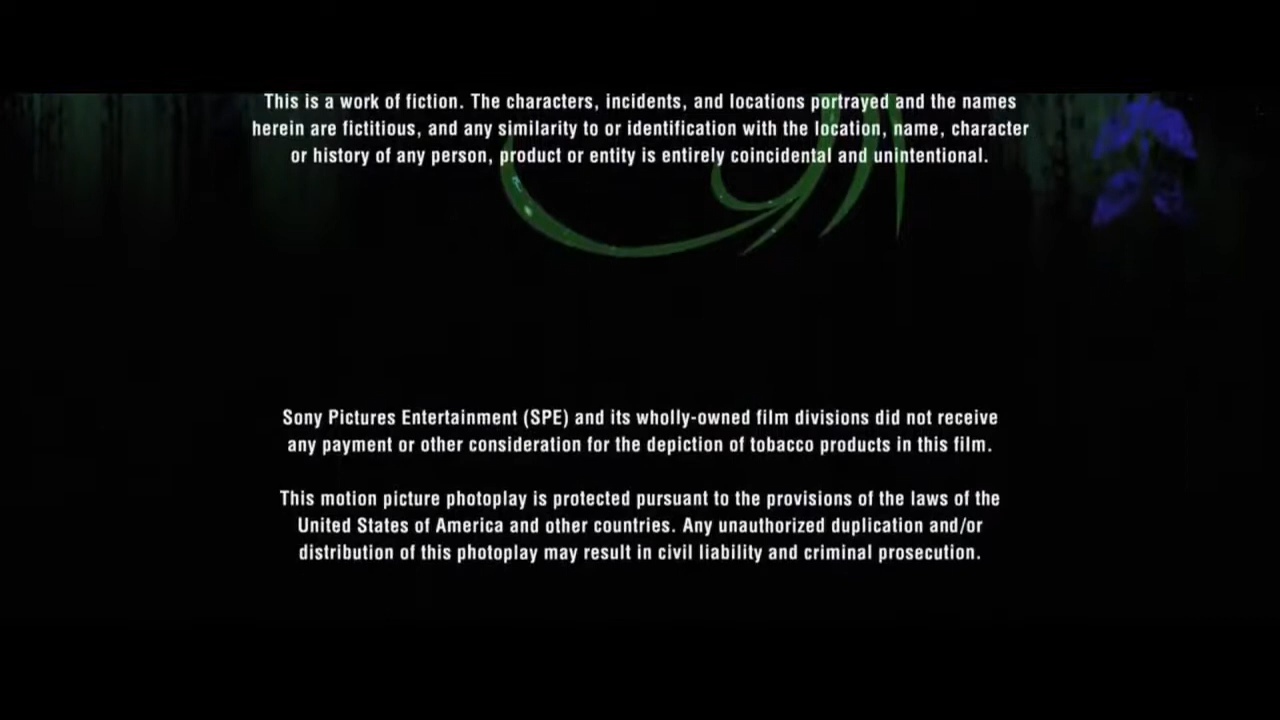 This is a work of fiction. The characters, incidents, and locations portrayed and the names
herein are fictitious, and any similarity to or identification with the location, name, character
or history of any person, product or entity is entirely coincidental and unintentional.
Sony Pictures Entertainment (SPE) and its wholly-owned film divisions did not receive
any payment or other consideration for the depiction of tobacco products in this film.
This motion picture photoplay is protected pursuant to the provisions of the laws of the
United States of America and other countries. Any unauthorized duplication and/or
distribution of this photoplay may result in civil liability and criminal prosecution.